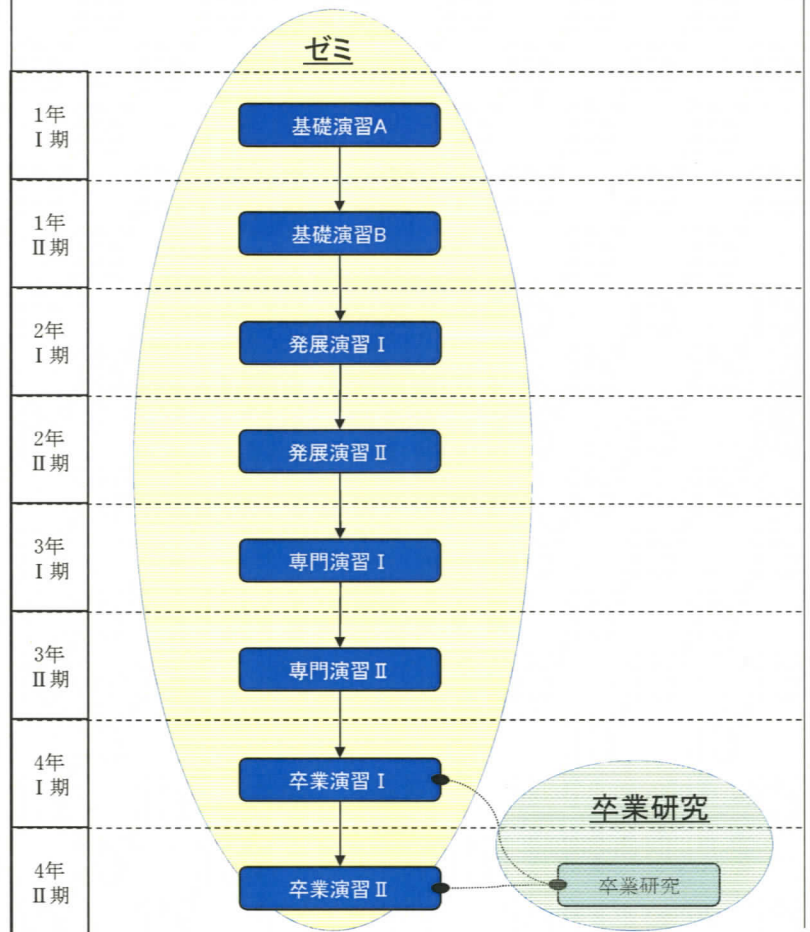 ゼミ
1年
Ⅰ期
基礎演習A
1年
Ⅱ期
基礎演習B
2年
Ⅰ期
発展演習Ⅰ
2年
Ⅱ期
発展演習Ⅱ
3年
Ⅰ期
専門演習Ⅰ
3年
Ⅱ期
専門演習Ⅱ
4年
Ⅰ期
卒業演習Ⅰ
卒業研究
4年
Ⅱ期
卒業演習Ⅱ
卒業研究